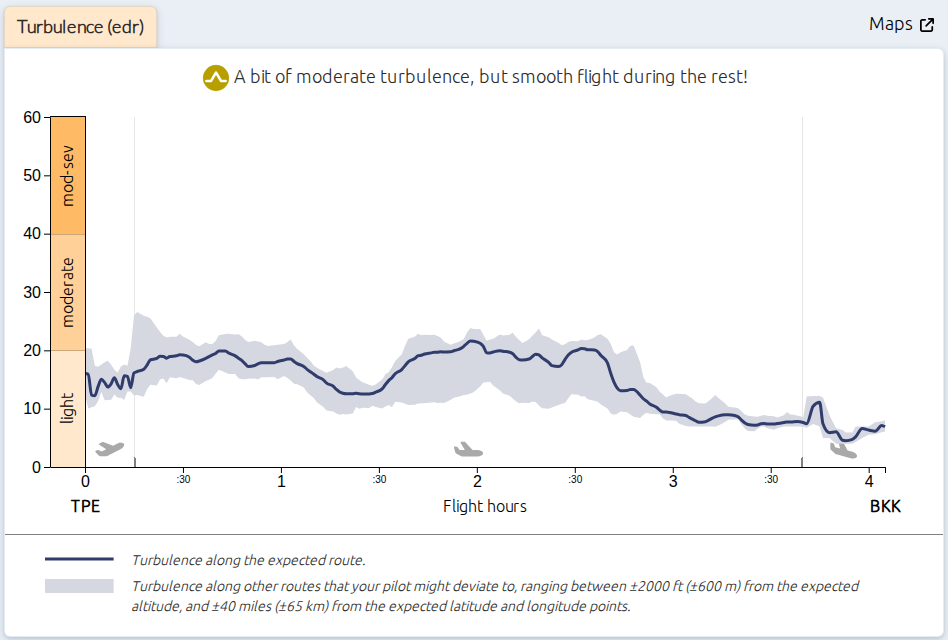 Turbulence (edr)
Maps
A bit of moderate turbulence, but smooth flight during the rest!
60
50
40
30
20
10
0
mod-sev
moderate
light
0
:30
1
:30
2
:30
3
:30
4
TPE
Flight hours
BKK
Turbulence along the expected route.
Turbulence along other routes that your pilot might deviate to, ranging between ±2000 ft (±600 m) from the expected
altitude, and ±40 miles (±65 km) from the expected latitude and longitude points.